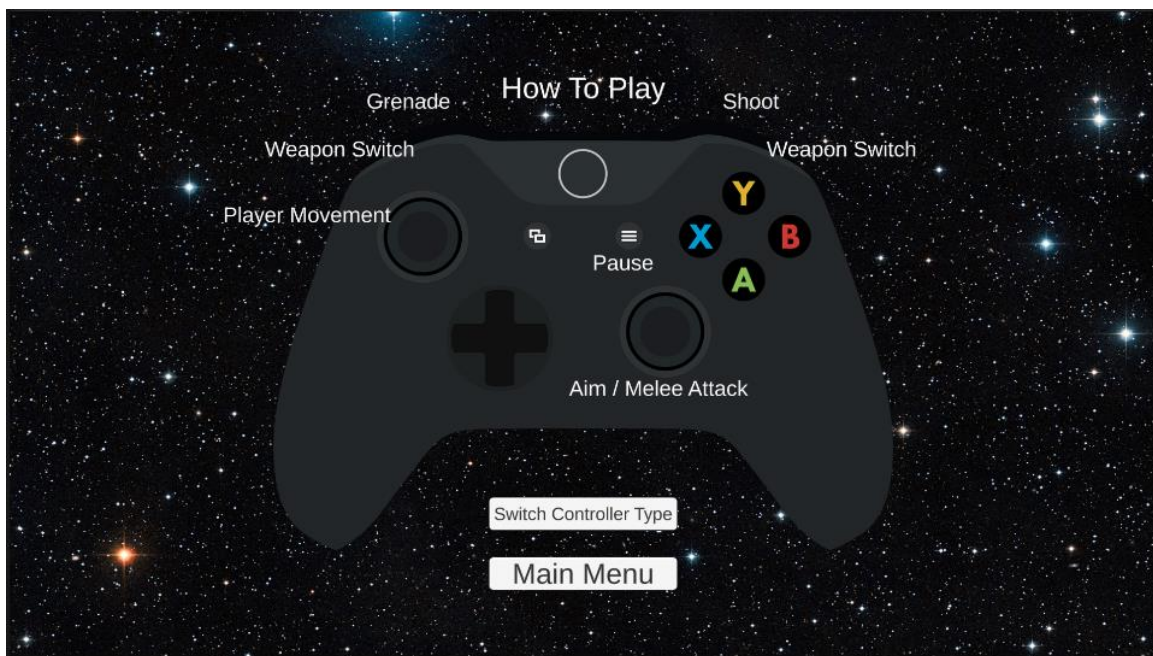 How To Play
Grenade
Shoot
Weapon Switch
Weapon Switch
Player Movement
Y
X
B
Pause
A
Aim / Melee Attack
Switch Controller Type
Main Menu